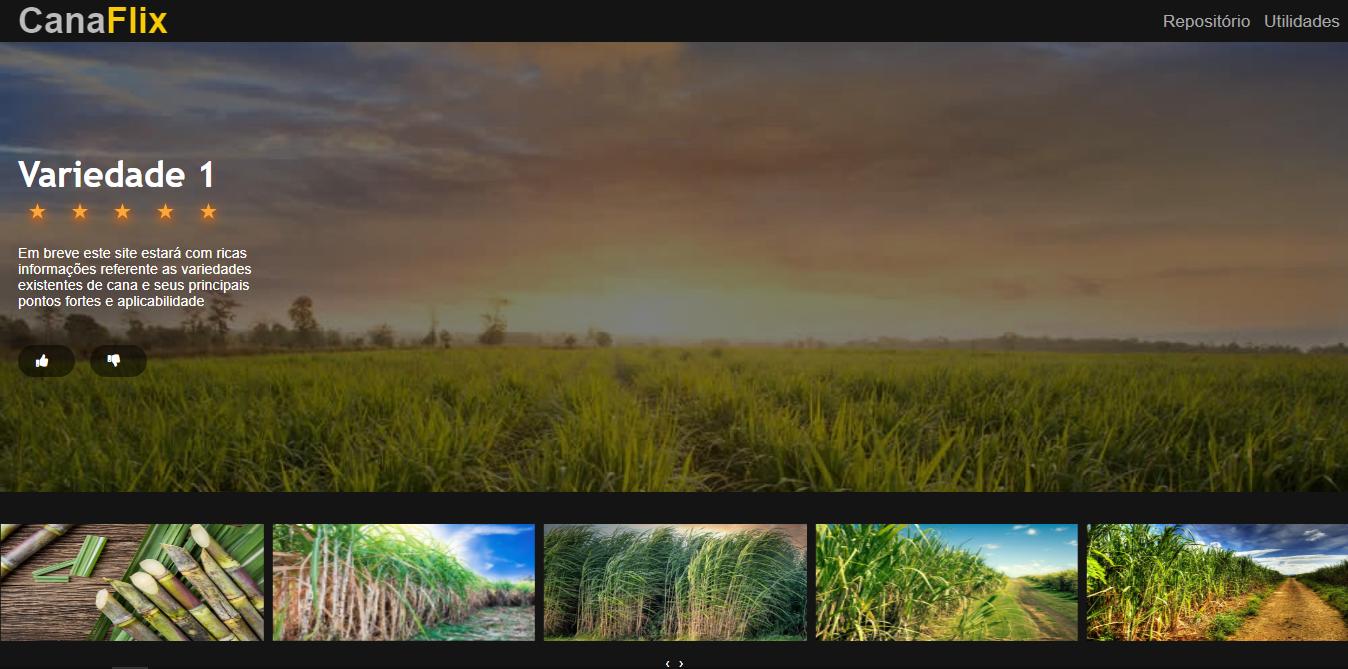 CanaFlix
Repositório Utilidades
Variedade 1
Em breve este site estará com ricas
informações referente as variedades
existentes de cana e seus principais
pontos fortes e aplicabilidade